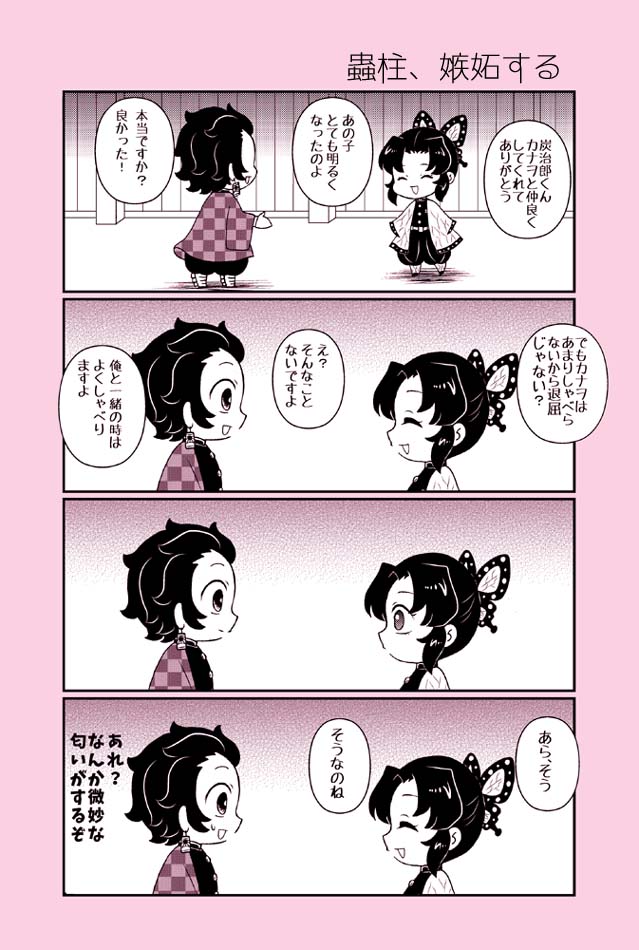 蟲柱、嫉妬する
炭治郎くん
カナヲと仲良く
してくれて
ありがとう
あの子
とても明るく
なったのよ
本当ですか?
良かった!
でもカナヲは
あまりしゃべら
ないから退屈
じゃない?
え?
そんなこと
ないですよ
俺と一緒の時は
よくしゃべり
ますよ
あら、そう
そうなのね
あれ?
なんか微妙な
匂いがするぞ